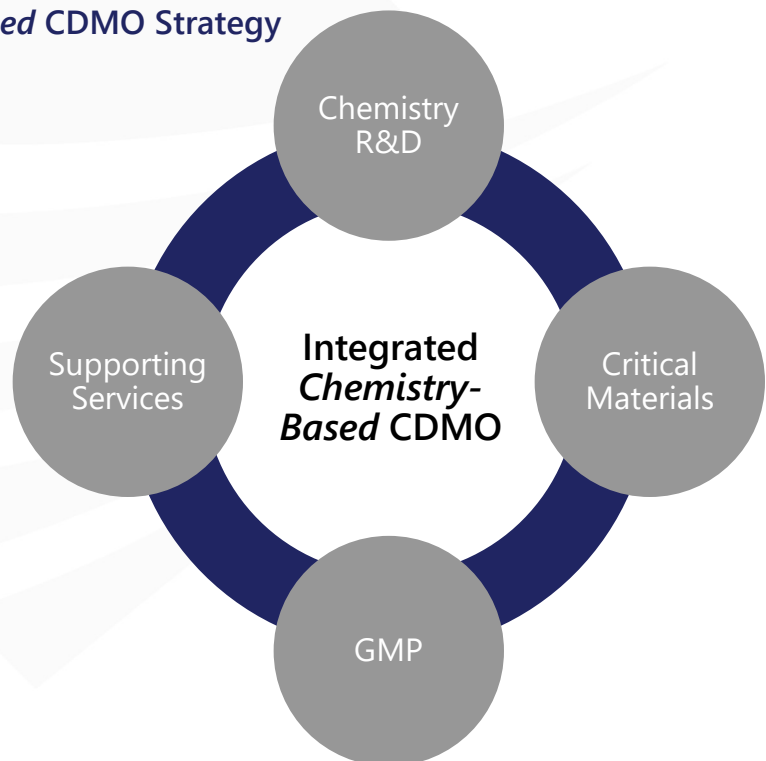 ed CDMO Strategy
Chemistry
R&D
Supporting
Services
Integrated
Chemistry-
Based CDMO
Critical
Materials
GMP